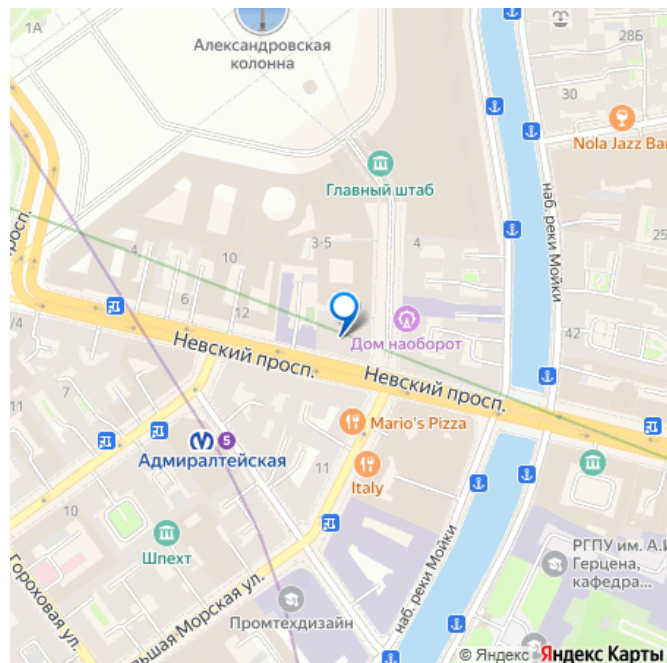 1А
Александровская
колонна
28Б
30
Nola Jazz Bar
Главный штаб
наб. реки Мойки
просп.
4
10
3-5
4
25
6
12
42
/4
Невский просп.
Дом наоборот
Невский просп.
7
11
Mario's Pizza
5
Адмиралтейская
11
Italy
10
Шпехт
наб. реки Мойки
РГПУ им. А.И
Герцена,
кафедра...
Гороховая ул.
Промтехдизайн
льшая Морская ул.
© Яндекс Яндекс Карты